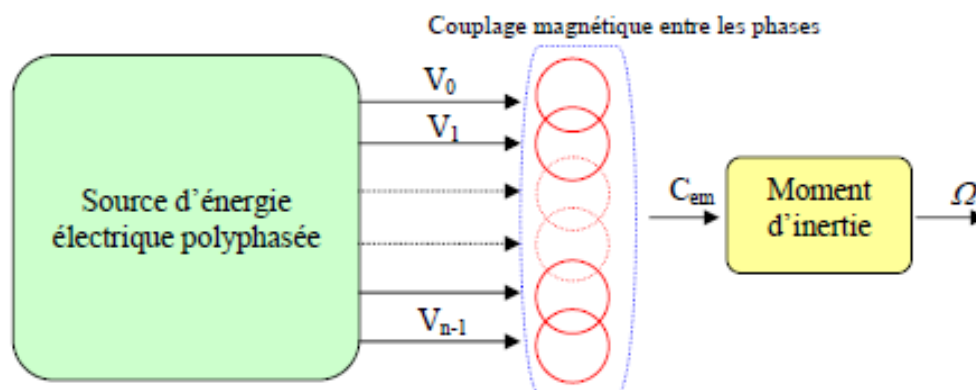 Couplage magnétique entre les phases
V0
V1
Source d'énergie
électrique polyphasée
Vn-1
Cem
Moment
d'inertie
Ω